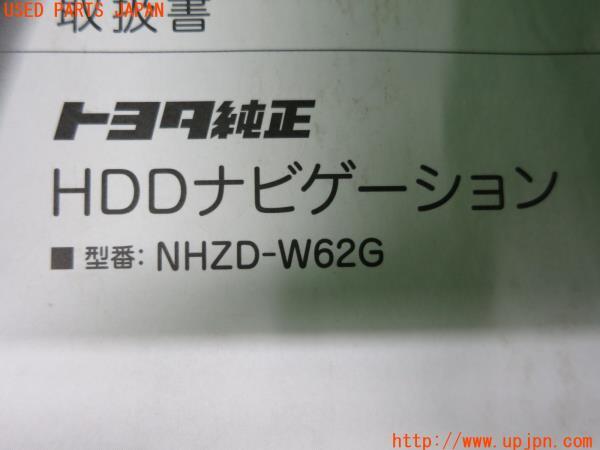 USED PARTS JAPAN
取扱書
トヨタ純正
HDDナビゲーション
■ 型番: NHZD-W62G
http://www.upjpn.com/